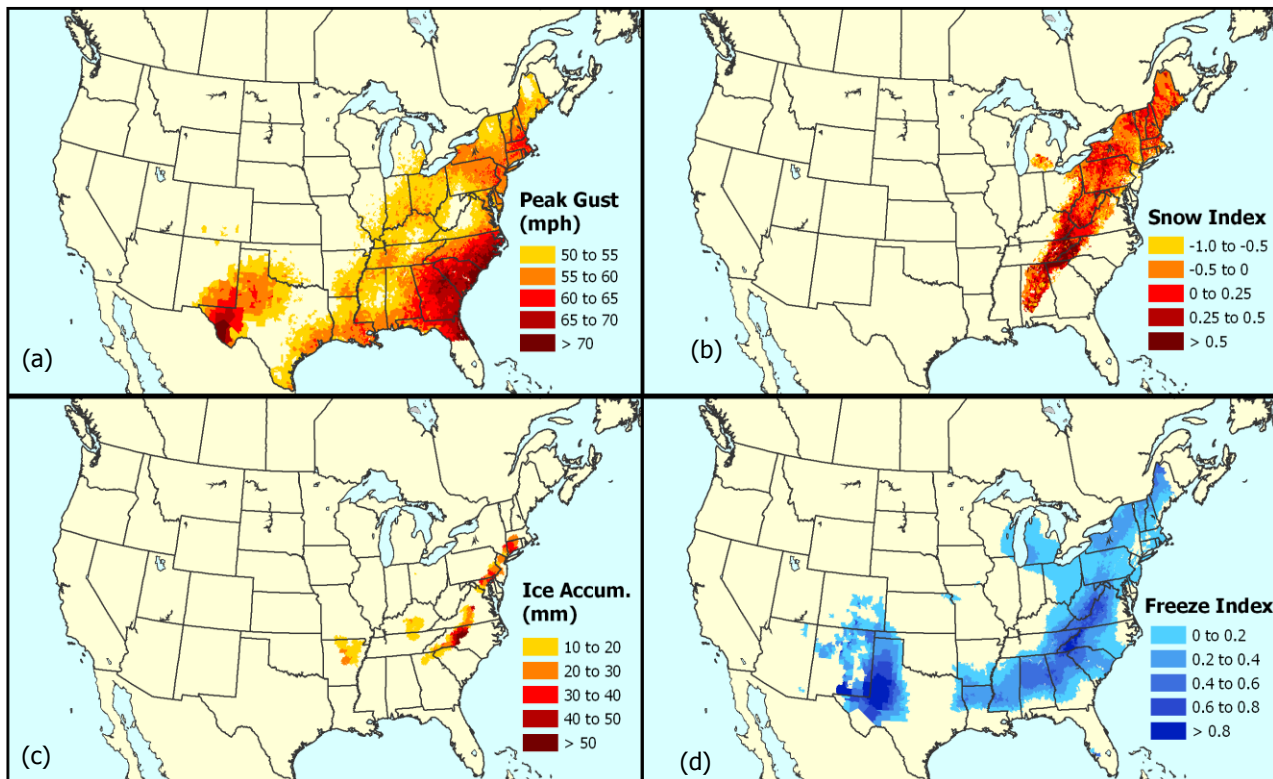 Peak Gust
(mph)
50 to 55
55 to 60
60 to 65
65 to 70
> 70
(a)
Snow Index
-1.0 to -0.5
-0.5 to 0
0 to 0.25
0.25 to 0.5
> 0.5
(b)
Ice Accum.
(mm)
10 to 20
20 to 30
30 to 40
40 to 50
> 50
(c)
Freeze Index
0 to 0.2
0.2 to 0.4
0.4 to 0.6
0.6 to 0.8
> 0.8
(d)